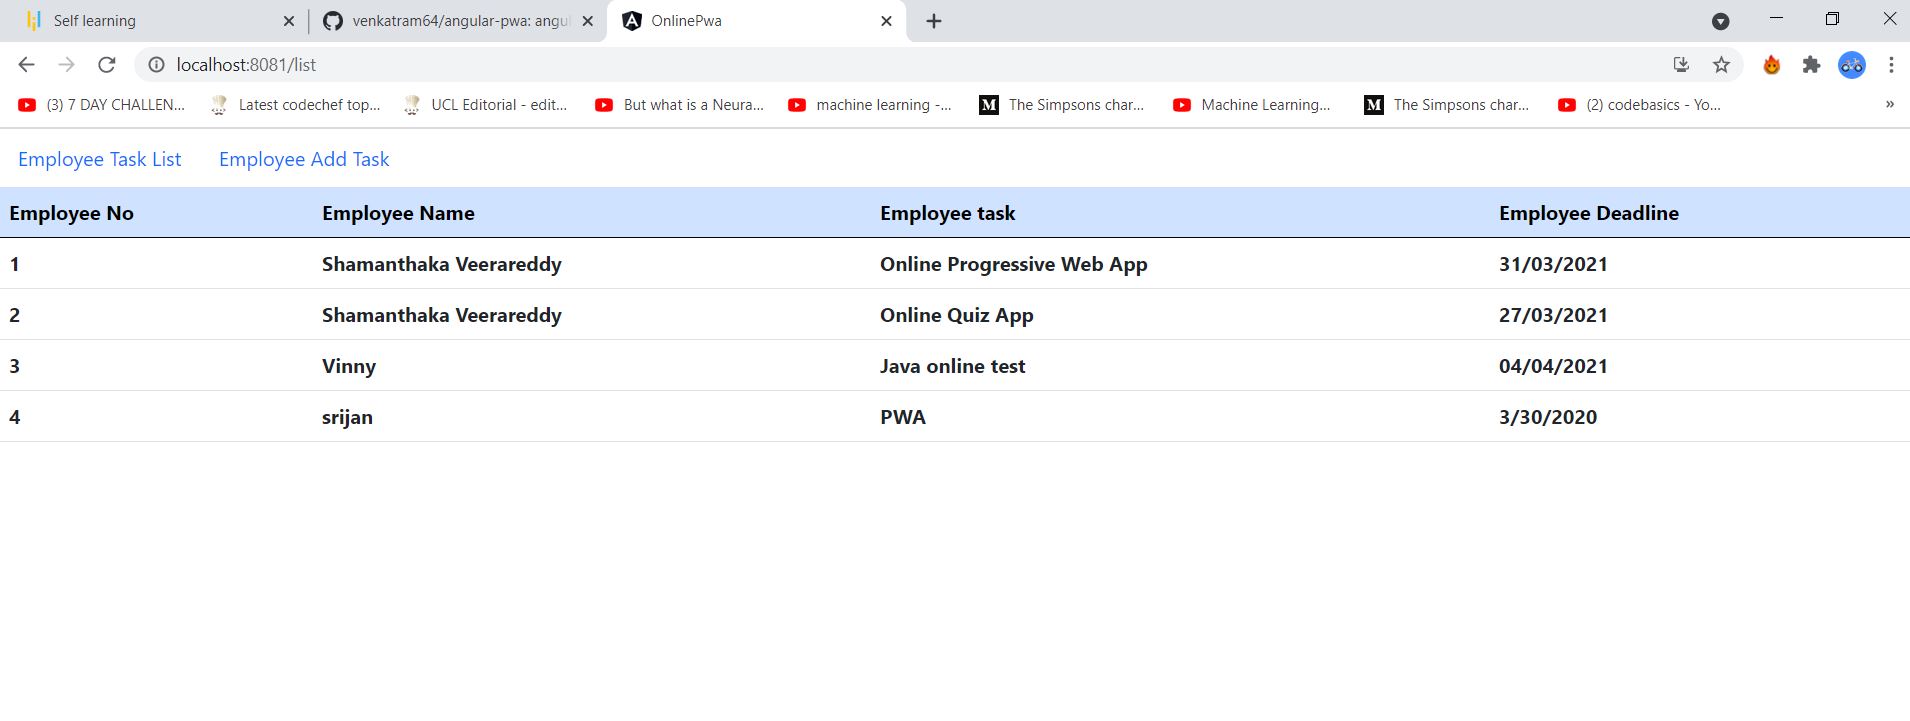 Self learning venkatram64/angular-pwa: angul OnlinePwa
localhost:8081/list
(3) 7 DAY CHALLEN... Latest codechef top... UCL Editorial - edit... But what is a Neura... machine learning -... The Simpsons char... Machine Learning... The Simpsons char... (2) codebasics - Yo... »
Employee Task List Employee Add Task
Employee No Employee Name Employee task Employee Deadline
1 Shamanthaka Veerareddy Online Progressive Web App 31/03/2021
2 Shamanthaka Veerareddy Online Quiz App 27/03/2021
3 Vinny Java online test 04/04/2021
4 srijan PWA 3/30/2020